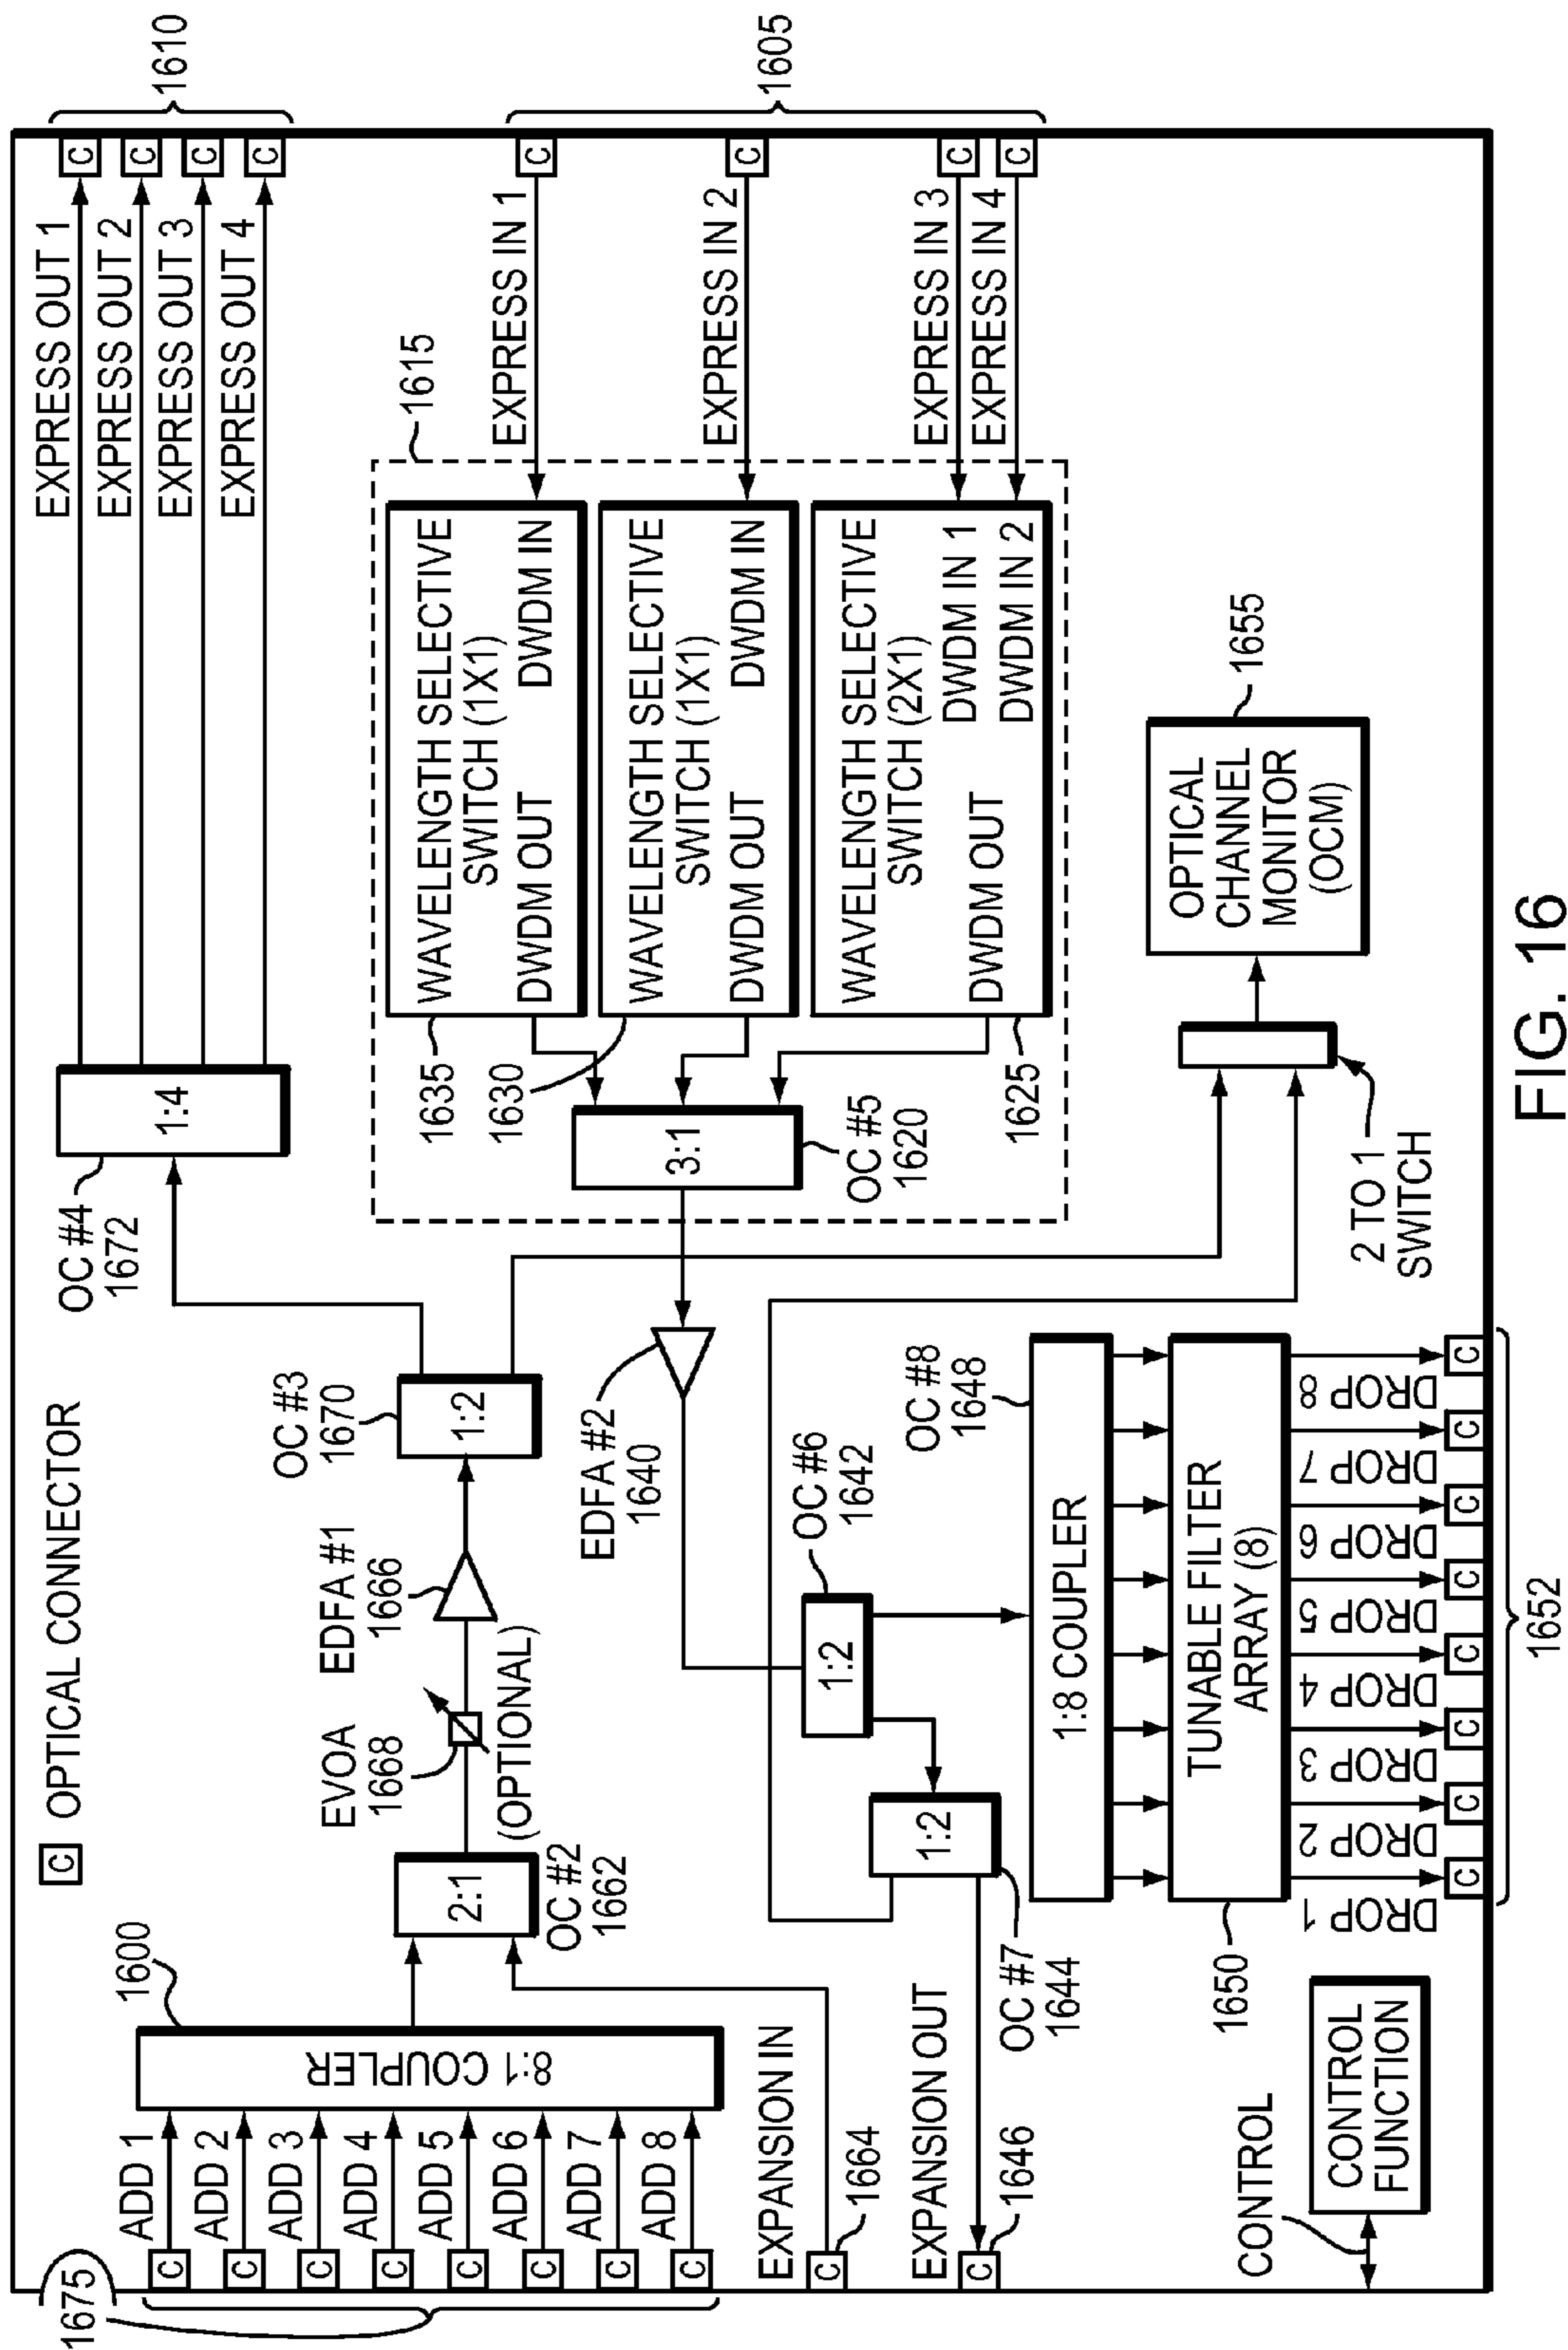 C OPTICAL CONNECTOR
1675
ADD 1
ADD 2
ADD 3
ADD 4
ADD 5
ADD 6
ADD 7
ADD 8
C
C
C
C
C
C
C
C
8:1 COUPLER
1600
EXPANSION IN
C
1664
EXPANSION OUT
C
1646
CONTROL
CONTROL
FUNCTION
2:1
OC #2
1662
EVOA
1668
(OPTIONAL)
EDFA #1
1666
OC #3
1670
1:2
OC #4
1672
1:4
EXPRESS OUT 1
EXPRESS OUT 2
EXPRESS OUT 3
EXPRESS OUT 4
C
C
C
C
1610
1615
WAVELENGTH SELECTIVE
SWITCH (1X1)
DWDM OUT DWDM IN
1635
WAVELENGTH SELECTIVE
SWITCH (1X1)
DWDM OUT DWDM IN
1630
WAVELENGTH SELECTIVE
SWITCH (2X1)
DWDM IN 1
DWDM OUT
DWDM IN 2
1625
EXPRESS IN 1
EXPRESS IN 2
EXPRESS IN 3
EXPRESS IN 4
C
C
C
C
1605
3:1
OC #5
1620
EDFA #2
1640
1:2
OC #6
1642
1:2
OC #7
1644
OC #8
1648
1:8 COUPLER
TUNABLE FILTER
ARRAY (8)
1650
DROP 1
DROP 2
DROP 3
DROP 4
DROP 5
DROP 6
DROP 7
DROP 8
C
C
C
C
C
C
C
C
1652
2 TO 1
SWITCH
OPTICAL
CHANNEL
MONITOR
(OCM)
1655
FIG. 16